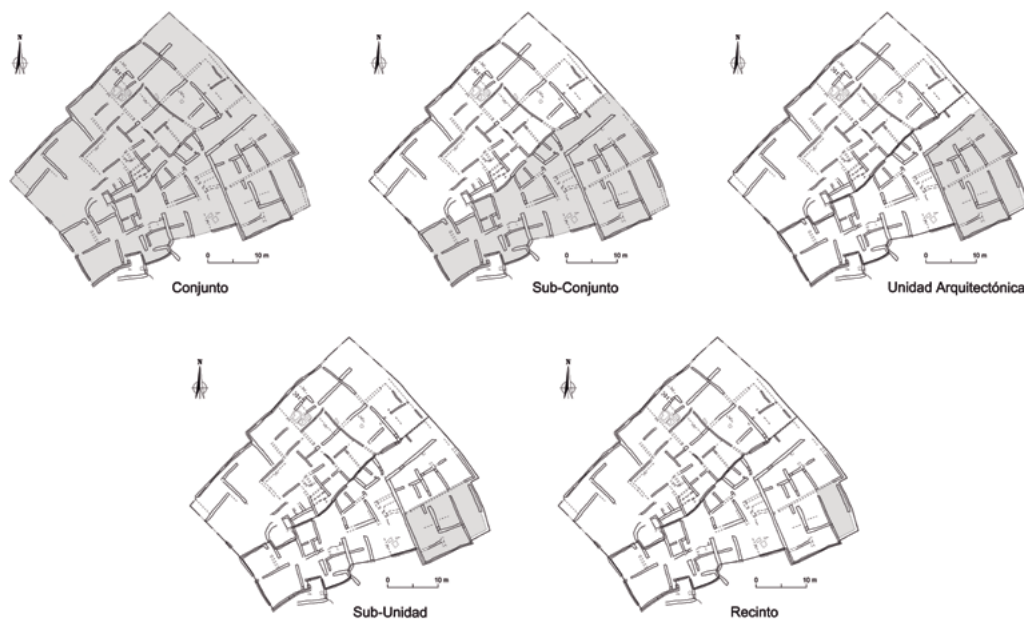 N
N
N
0 10 m
0 10 m
0 10 m
Conjunto
Sub-Conjunto
Unidad Arquitectónica
N
N
0 10 m
0 10 m
Sub-Unidad
Recinto